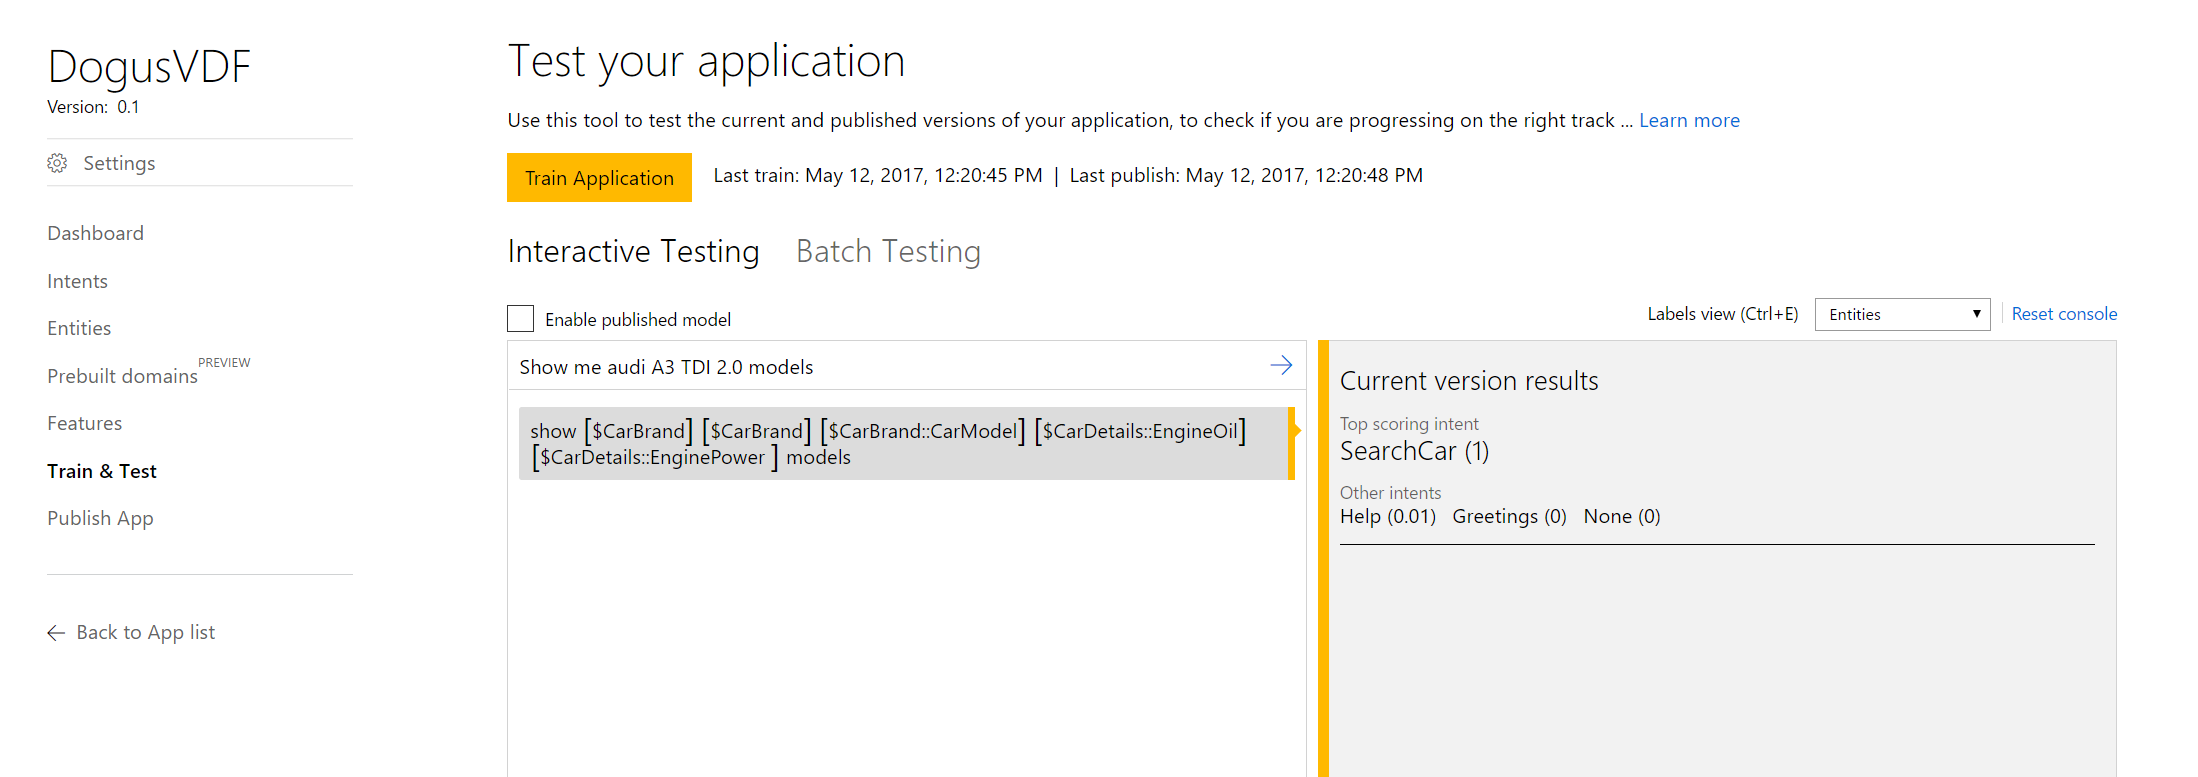 DogusVDF
Version: 0.1
Settings
Dashboard
Intents
Entities
Prebuilt domains PREVIEW
Features
Train & Test
Publish App
Back to App list
Test your application
Use this tool to test the current and published versions of your application, to check if you are progressing on the right track ... Learn more
Train Application Last train: May 12, 2017, 12:20:45 PM | Last publish: May 12, 2017, 12:20:48 PM
Interactive Testing Batch Testing
Enable published model
Labels view (Ctrl+E) Entities Reset console
Show me audi A3 TDI 2.0 models
show [$CarBrand] [$CarBrand] [$CarBrand::CarModel] [$CarDetails::EngineOil]
[$CarDetails::EnginePower ] models
Current version results
Top scoring intent
SearchCar (1)
Other intents
Help (0.01) Greetings (0) None (0)